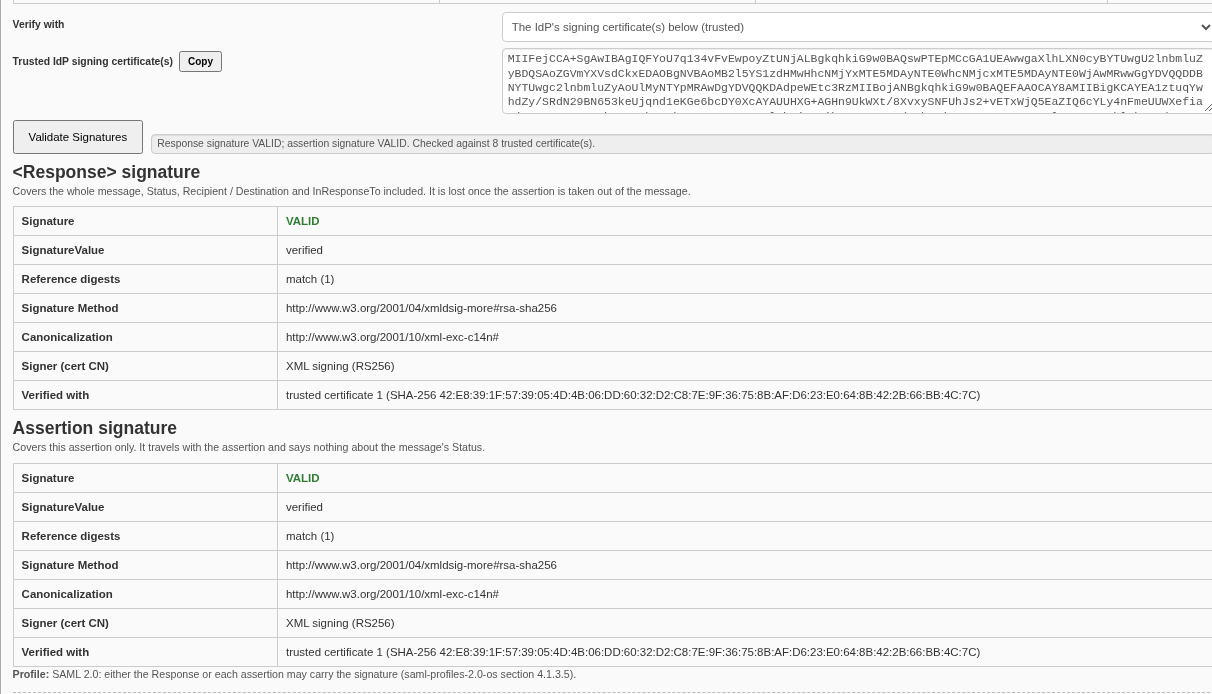 Verify with
The IdP's signing certificate(s) below (trusted)
Trusted IdP signing certificate(s) Copy
MIIFejCCA+SgAwIBAgIQFYoU7q134vFvEwpoyZtUNjALBgkqhkiG9w0BAQswPTEpMCcGA1UEAwwgaXlhLXN0cyBYTUwgU2lnbmluZ
yBDQSAoZGVmYXVsdCkxEDAOBgNVBAoMB2l5YS1zdHMwHhcNMjYxMTE5MDAyNTE0WhcNMjcxMTE5MDAyNTE0WjAwMRwwGgYDVQQDDB
NYTUwgc2lnbmluZyAoUlMyNTYpMRAwDgYDVQQKDAdpeWEtc3RzMIIBojANBgkqhkiG9w0BAQEFAAOCAY8AMIIBigKCAYEA1ztuqYw
hdZy/SRdN29BN653keUjqnd1eKGe6bcDY0XcAYAUUHXG+AGHn9UkWXt/8XvxySNFUhJs2+vETxWjQ5EaZIQ6cYLy4nFmeUUWXefia
Validate Signatures
Response signature VALID; assertion signature VALID. Checked against 8 trusted certificate(s).
<Response> signature
Covers the whole message, Status, Recipient / Destination and InResponseTo included. It is lost once the assertion is taken out of the message.
Signature VALID
SignatureValue verified
Reference digests match (1)
Signature Method http://www.w3.org/2001/04/xmldsig-more#rsa-sha256
Canonicalization http://www.w3.org/2001/10/xml-exc-c14n#
Signer (cert CN) XML signing (RS256)
Verified with trusted certificate 1 (SHA-256 42:E8:39:1F:57:39:05:4D:4B:06:DD:60:32:D2:C8:7E:9F:36:75:8B:AF:D6:23:E0:64:8B:42:2B:66:BB:4C:7C)
Assertion signature
Covers this assertion only. It travels with the assertion and says nothing about the message's Status.
Signature VALID
SignatureValue verified
Reference digests match (1)
Signature Method http://www.w3.org/2001/04/xmldsig-more#rsa-sha256
Canonicalization http://www.w3.org/2001/10/xml-exc-c14n#
Signer (cert CN) XML signing (RS256)
Verified with trusted certificate 1 (SHA-256 42:E8:39:1F:57:39:05:4D:4B:06:DD:60:32:D2:C8:7E:9F:36:75:8B:AF:D6:23:E0:64:8B:42:2B:66:BB:4C:7C)
Profile: SAML 2.0: either the Response or each assertion may carry the signature (saml-profiles-2.0-os section 4.1.3.5).